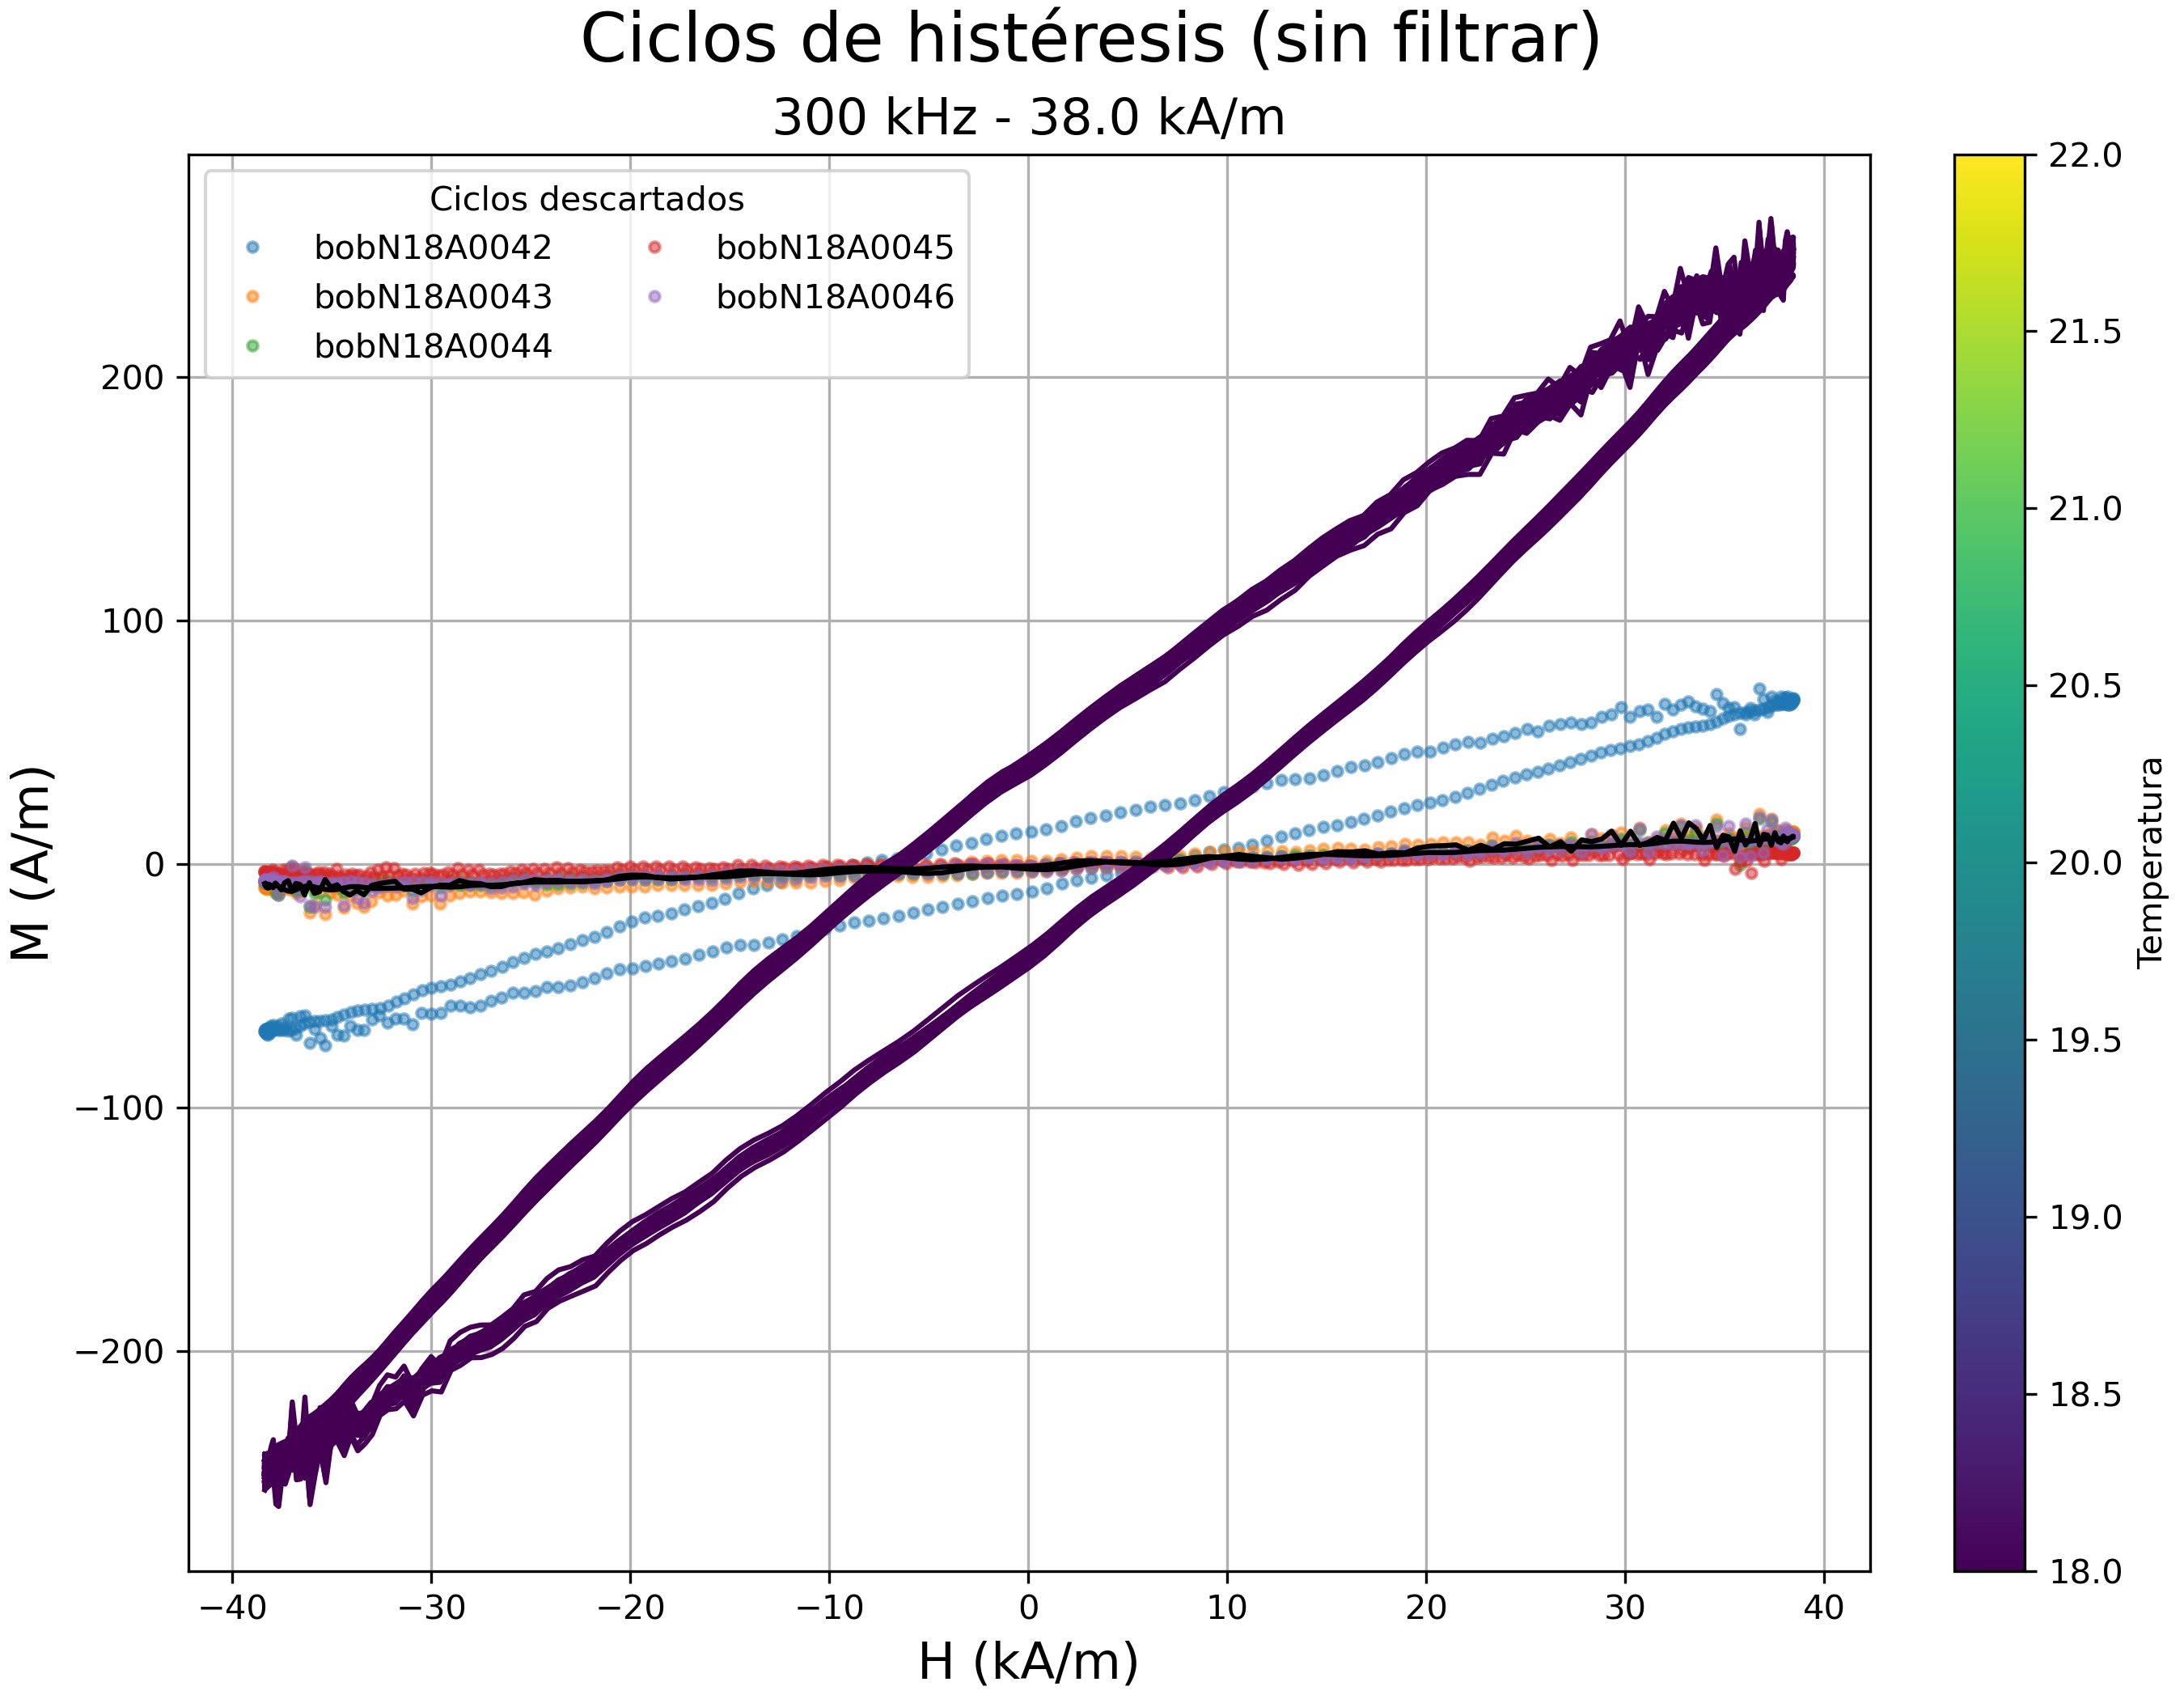 Ciclos de histéresis (sin filtrar)
300 kHz - 38.0 kA/m
Ciclos descartados
bobN18A0042
bobN18A0043
bobN18A0044
bobN18A0045
bobN18A0046
M (A/m)
200
100
0
−100
−200
−40 −30 −20 −10 0 10 20 30 40
H (kA/m)
22.0
21.5
21.0
20.5
20.0
19.5
19.0
18.5
18.0
Temperatura